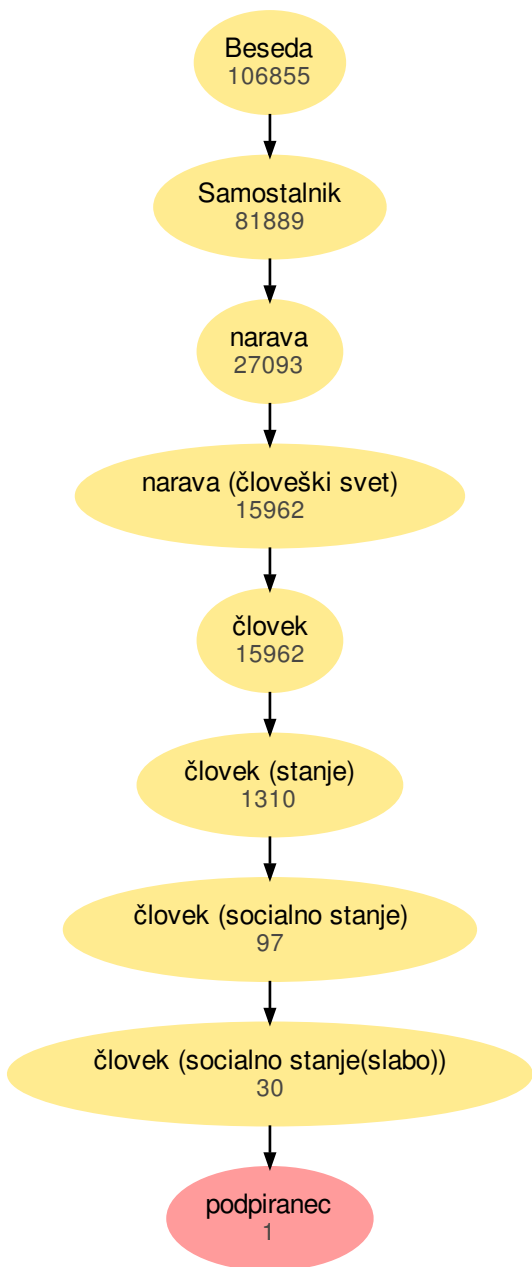 Beseda
106855
Samostalnik
81889
narava
27093
narava (človeški svet)
15962
človek
15962
človek (stanje)
1310
človek (socialno stanje)
97
človek (socialno stanje(slabo))
30
podpiranec
1